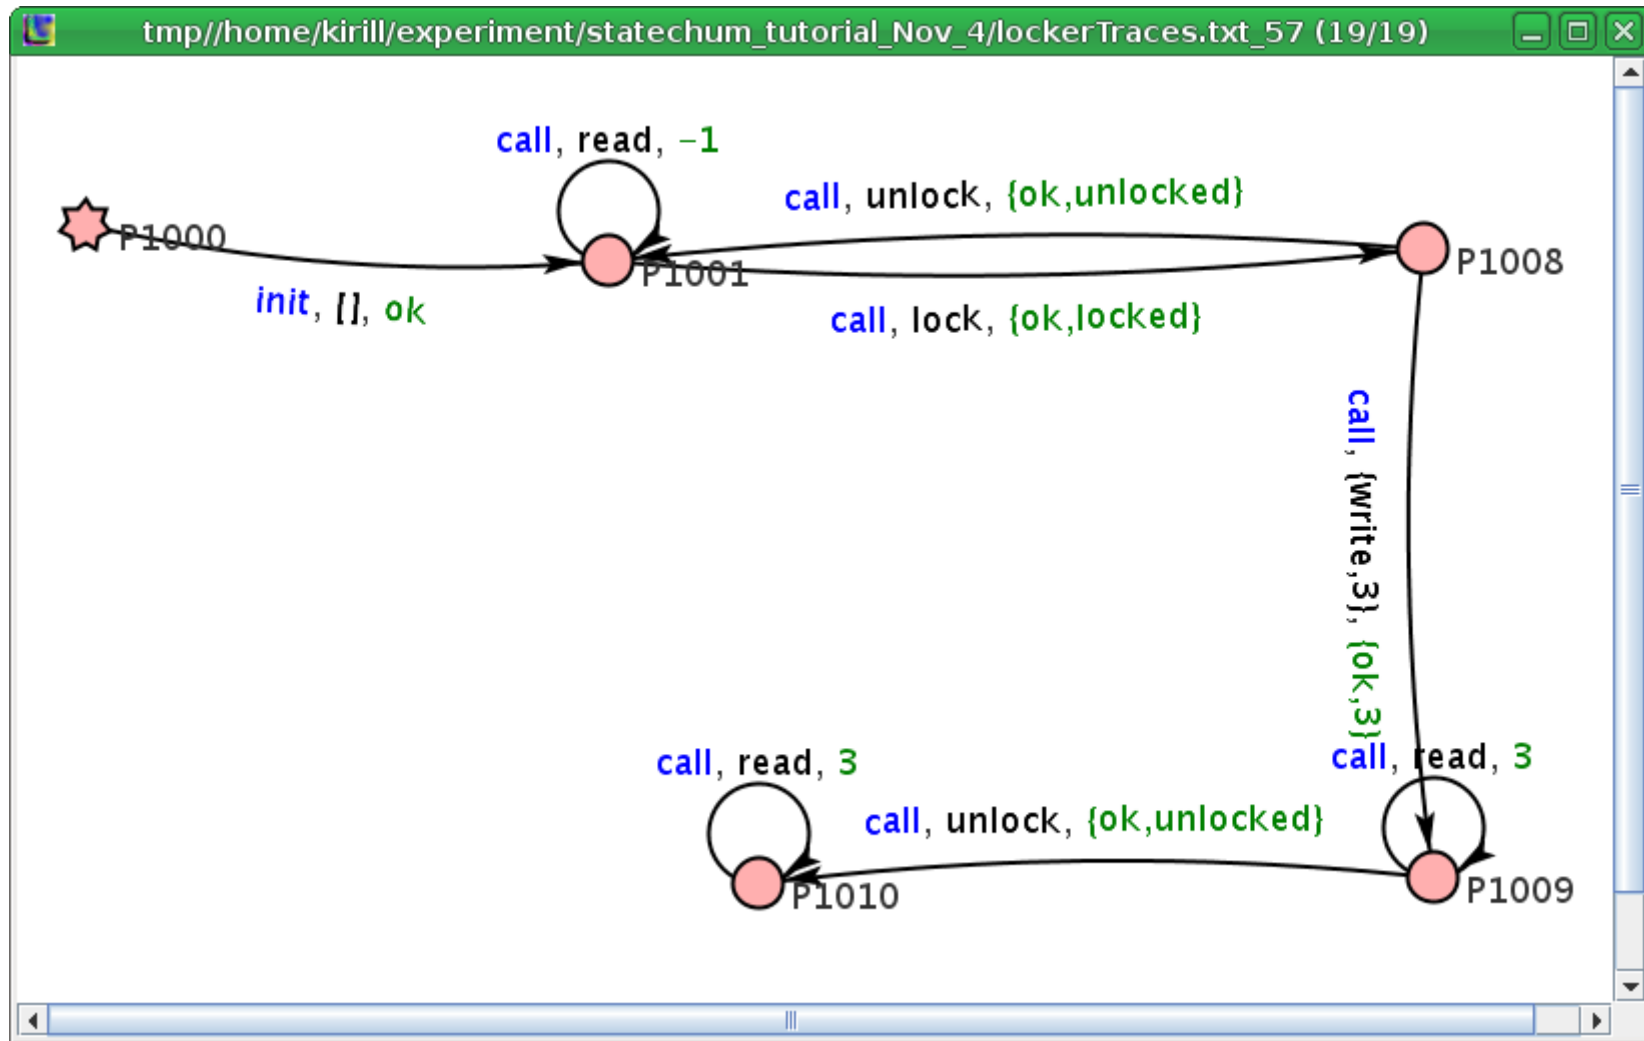 tmp//home/kirill/experiment/statechum_tutorial_Nov_4/lockerTraces.txt_57 (19/19)
call, read, -1
call, unlock, {ok,unlocked}
P1000
P1001
P1008
init, [], ok
call, lock, {ok,locked}
call, {write,3}, {ok,3}
call, read, 3
call, read, 3
call, unlock, {ok,unlocked}
P1010
P1009